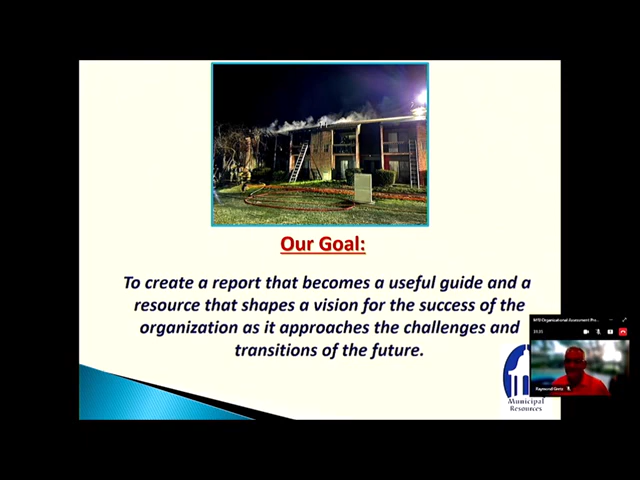 Our Goal:
To create a report that becomes a useful guide and a
resource that shapes a vision for the success of the
organization as it approaches the challenges and
transitions of the future.
Municipal
Resources
Raymond